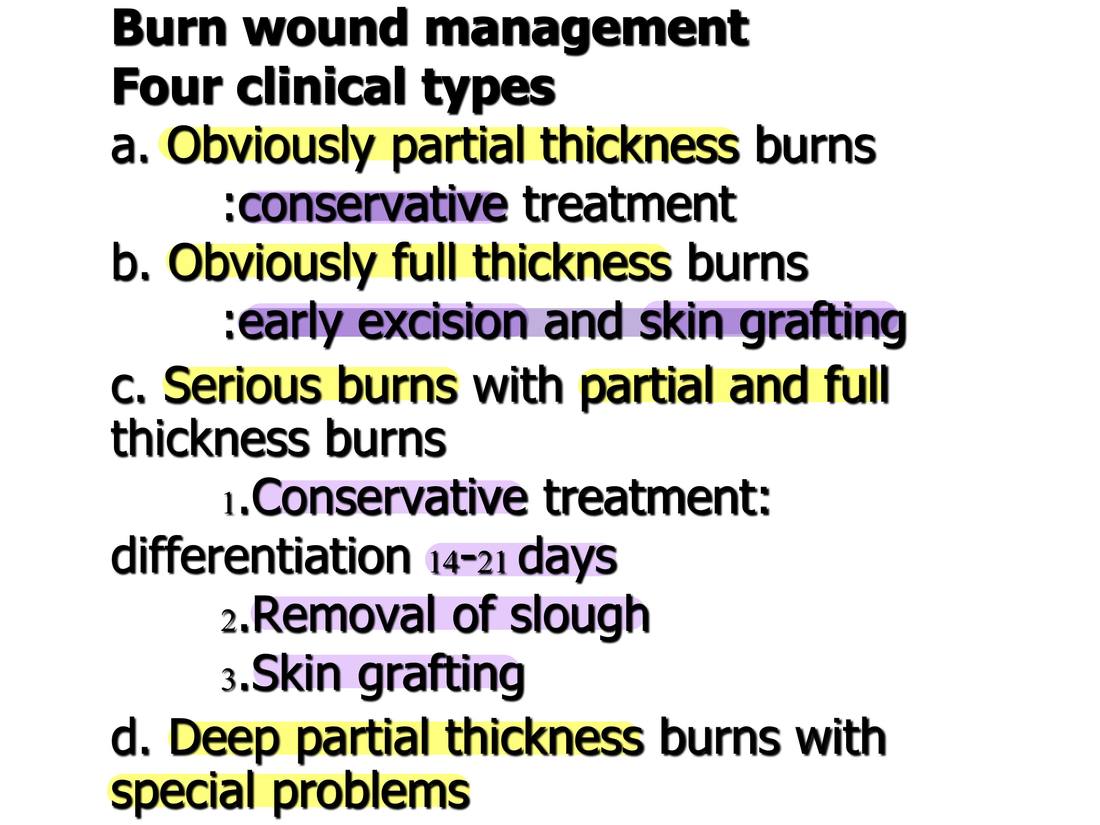 Burn wound management
Four clinical types
a. Obviously partial thickness burns
:conservative treatment
b. Obviously full thickness burns
:early excision and skin grafting
c. Serious burns with partial and full
thickness burns
1.Conservative treatment:
differentiation 14-21 days
2.Removal of slough
3.Skin grafting
d. Deep partial thickness burns with
special problems